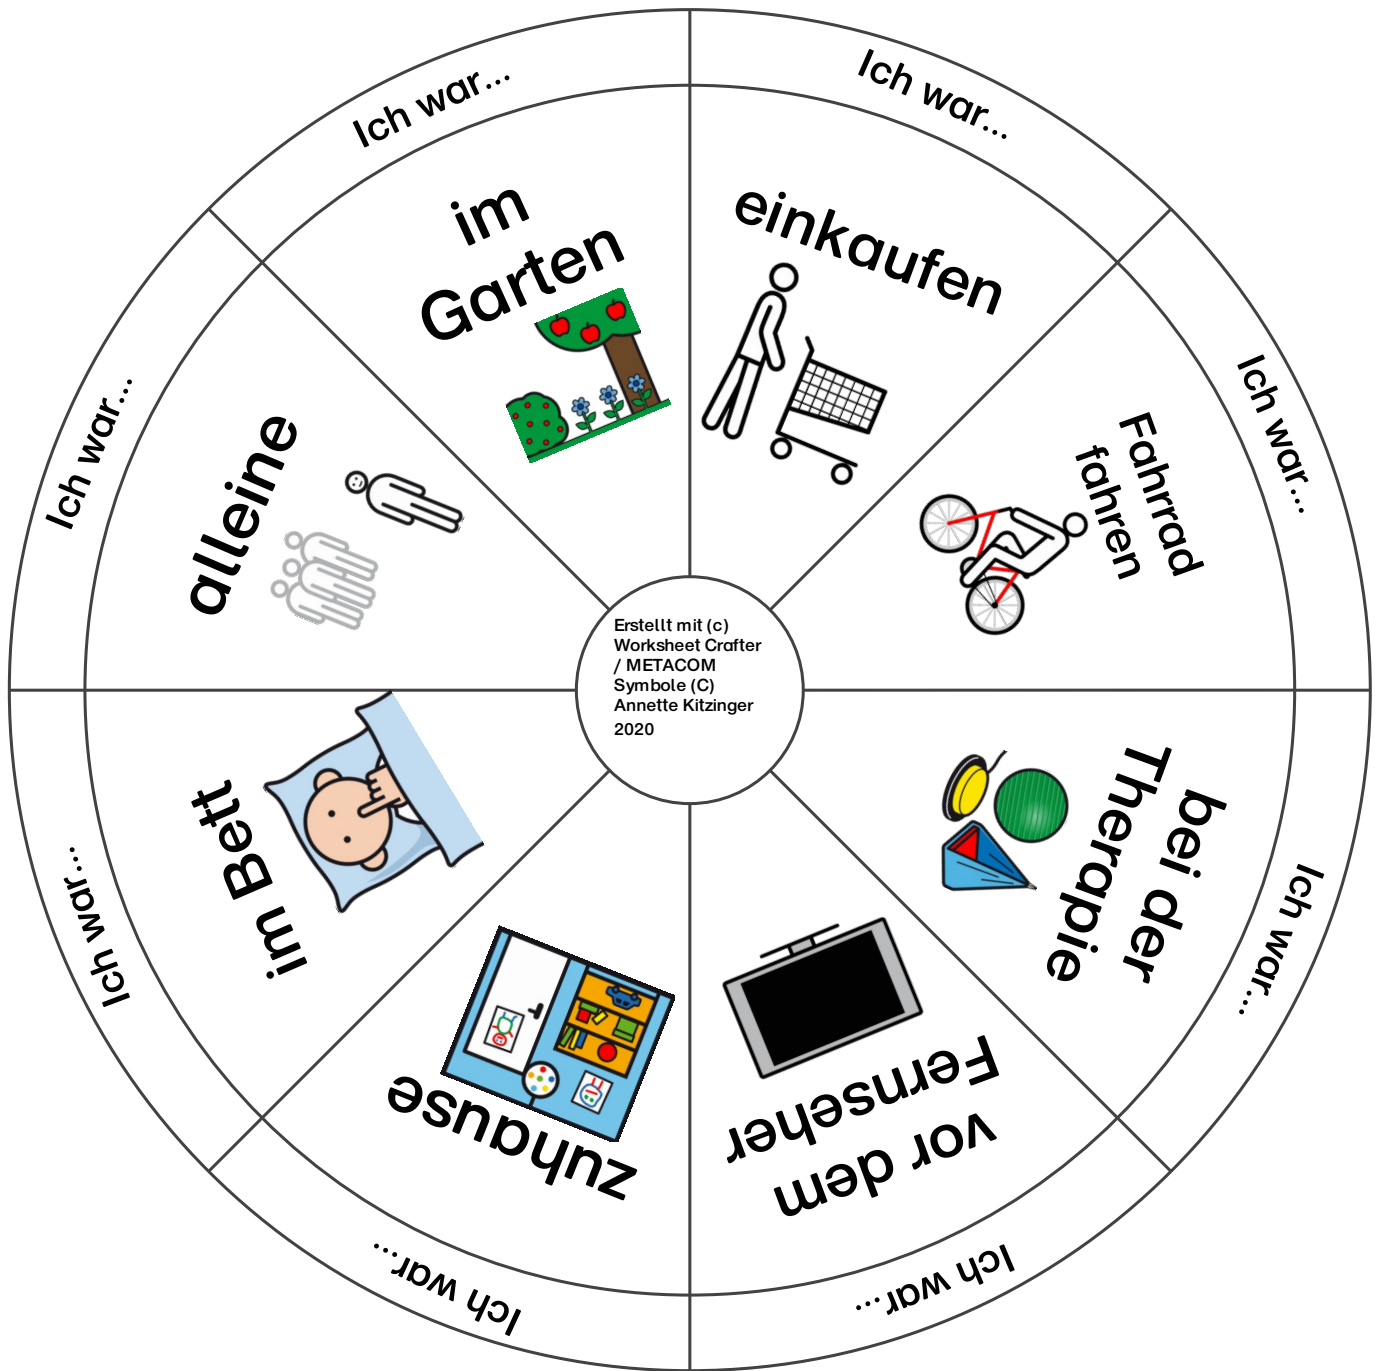 Ich war...
einkaufen
Ich war...
Fahrrad
fahren
Ich war...
bei der
Therapie
Ich war...
vor dem
Fernseher
Ich war...
zuhause
Ich war...
im Bett
Ich war...
alleine
Ich war...
im
Garten
Erstellt mit (c)
Worksheet Crafter
/ METACOM
Symbole (C)
Annette Kitzinger
2020